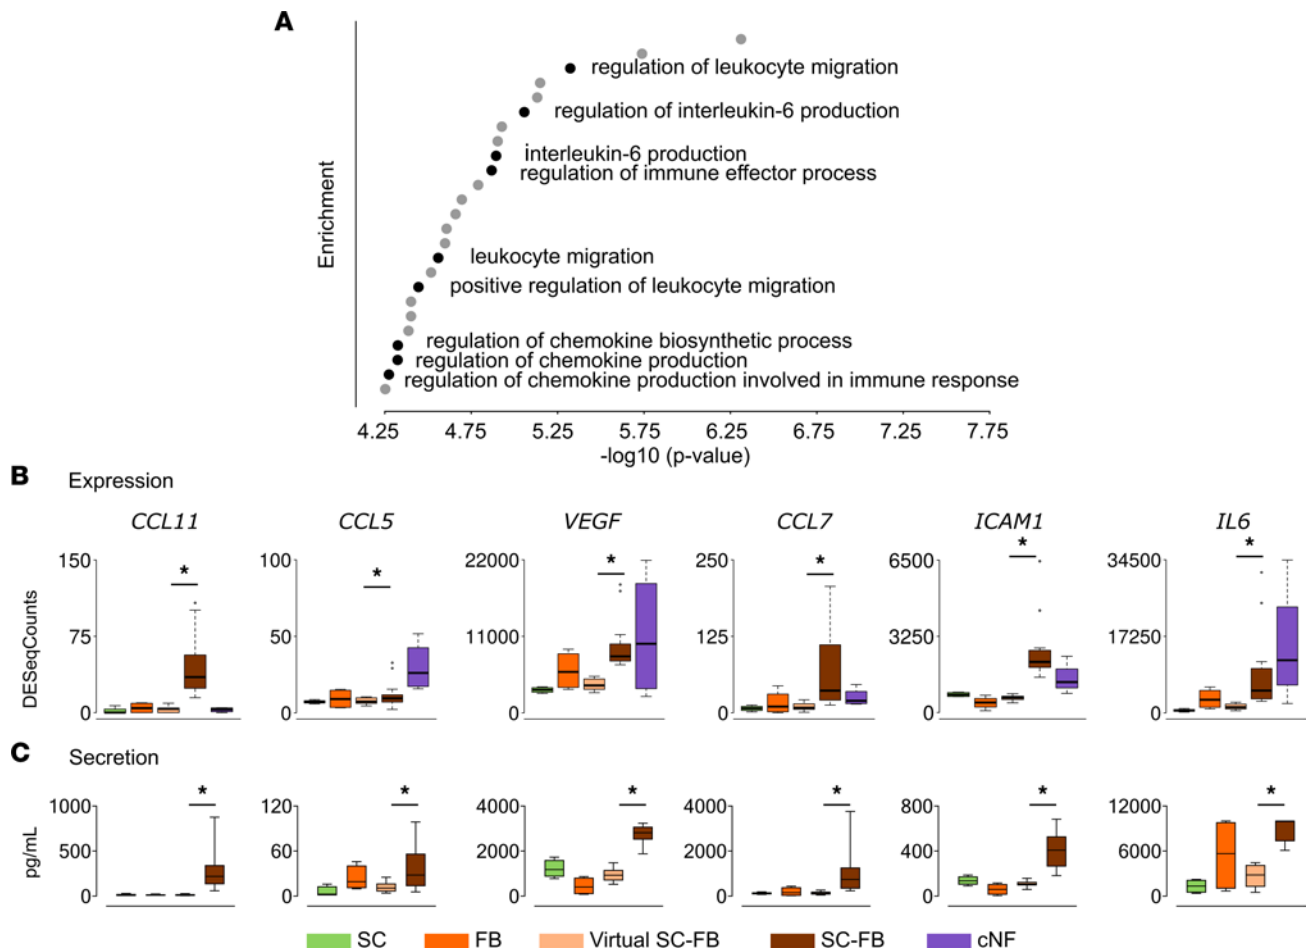 A
regulation of leukocyte migration
regulation of interleukin-6 production
interleukin-6 production
regulation of immune effector process
leukocyte migration
positive regulation of leukocyte migration
regulation of chemokine biosynthetic process
regulation of chemokine production
regulation of chemokine production involved in immune response
Enrichment
4.25 4.75 5.25 5.75 6.25 6.75 7.25 7.75
-log10 (p-value)
B Expression
CCL11 CCL5 VEGF CCL7 ICAM1 IL6
DESeqCounts
150 100 22000 250 6500 34500
* * * * * *
75 50 11000 125 3250 17250
0 0 0 0 0 0
C Secretion
pg/mL
1000 120 4000 4000 800 12000
* * * * * *
500 60 2000 2000 400 6000
0 0 0 0 0 0
SC FB Virtual SC-FB SC-FB cNF